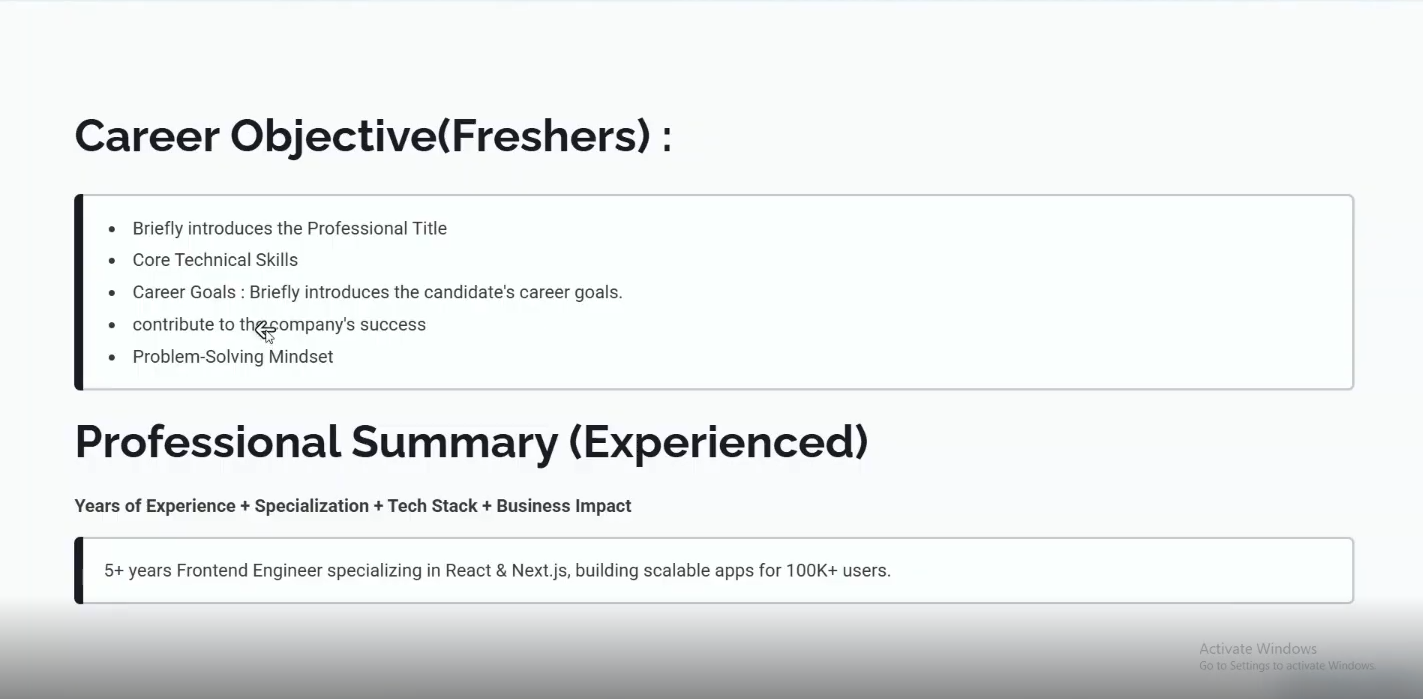 Career Objective(Freshers) :
Briefly introduces the Professional Title
Core Technical Skills
Career Goals : Briefly introduces the candidate's career goals.
contribute to the company's success
Problem-Solving Mindset
Professional Summary (Experienced)
Years of Experience + Specialization + Tech Stack + Business Impact
5+ years Frontend Engineer specializing in React & Next.js, building scalable apps for 100K+ users.
Activate Windows
Go to Settings to activate Windows.